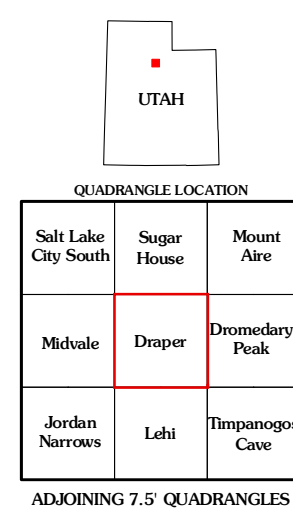 UTAH
QUADRANGLE LOCATION
Salt Lake
City South
Sugar
House
Mount
Aire
Midvale
Draper
Dromedary
Peak
Jordan
Narrows
Lehi
Timpanogos
Cave
ADJOINING 7.5' QUADRANGLES